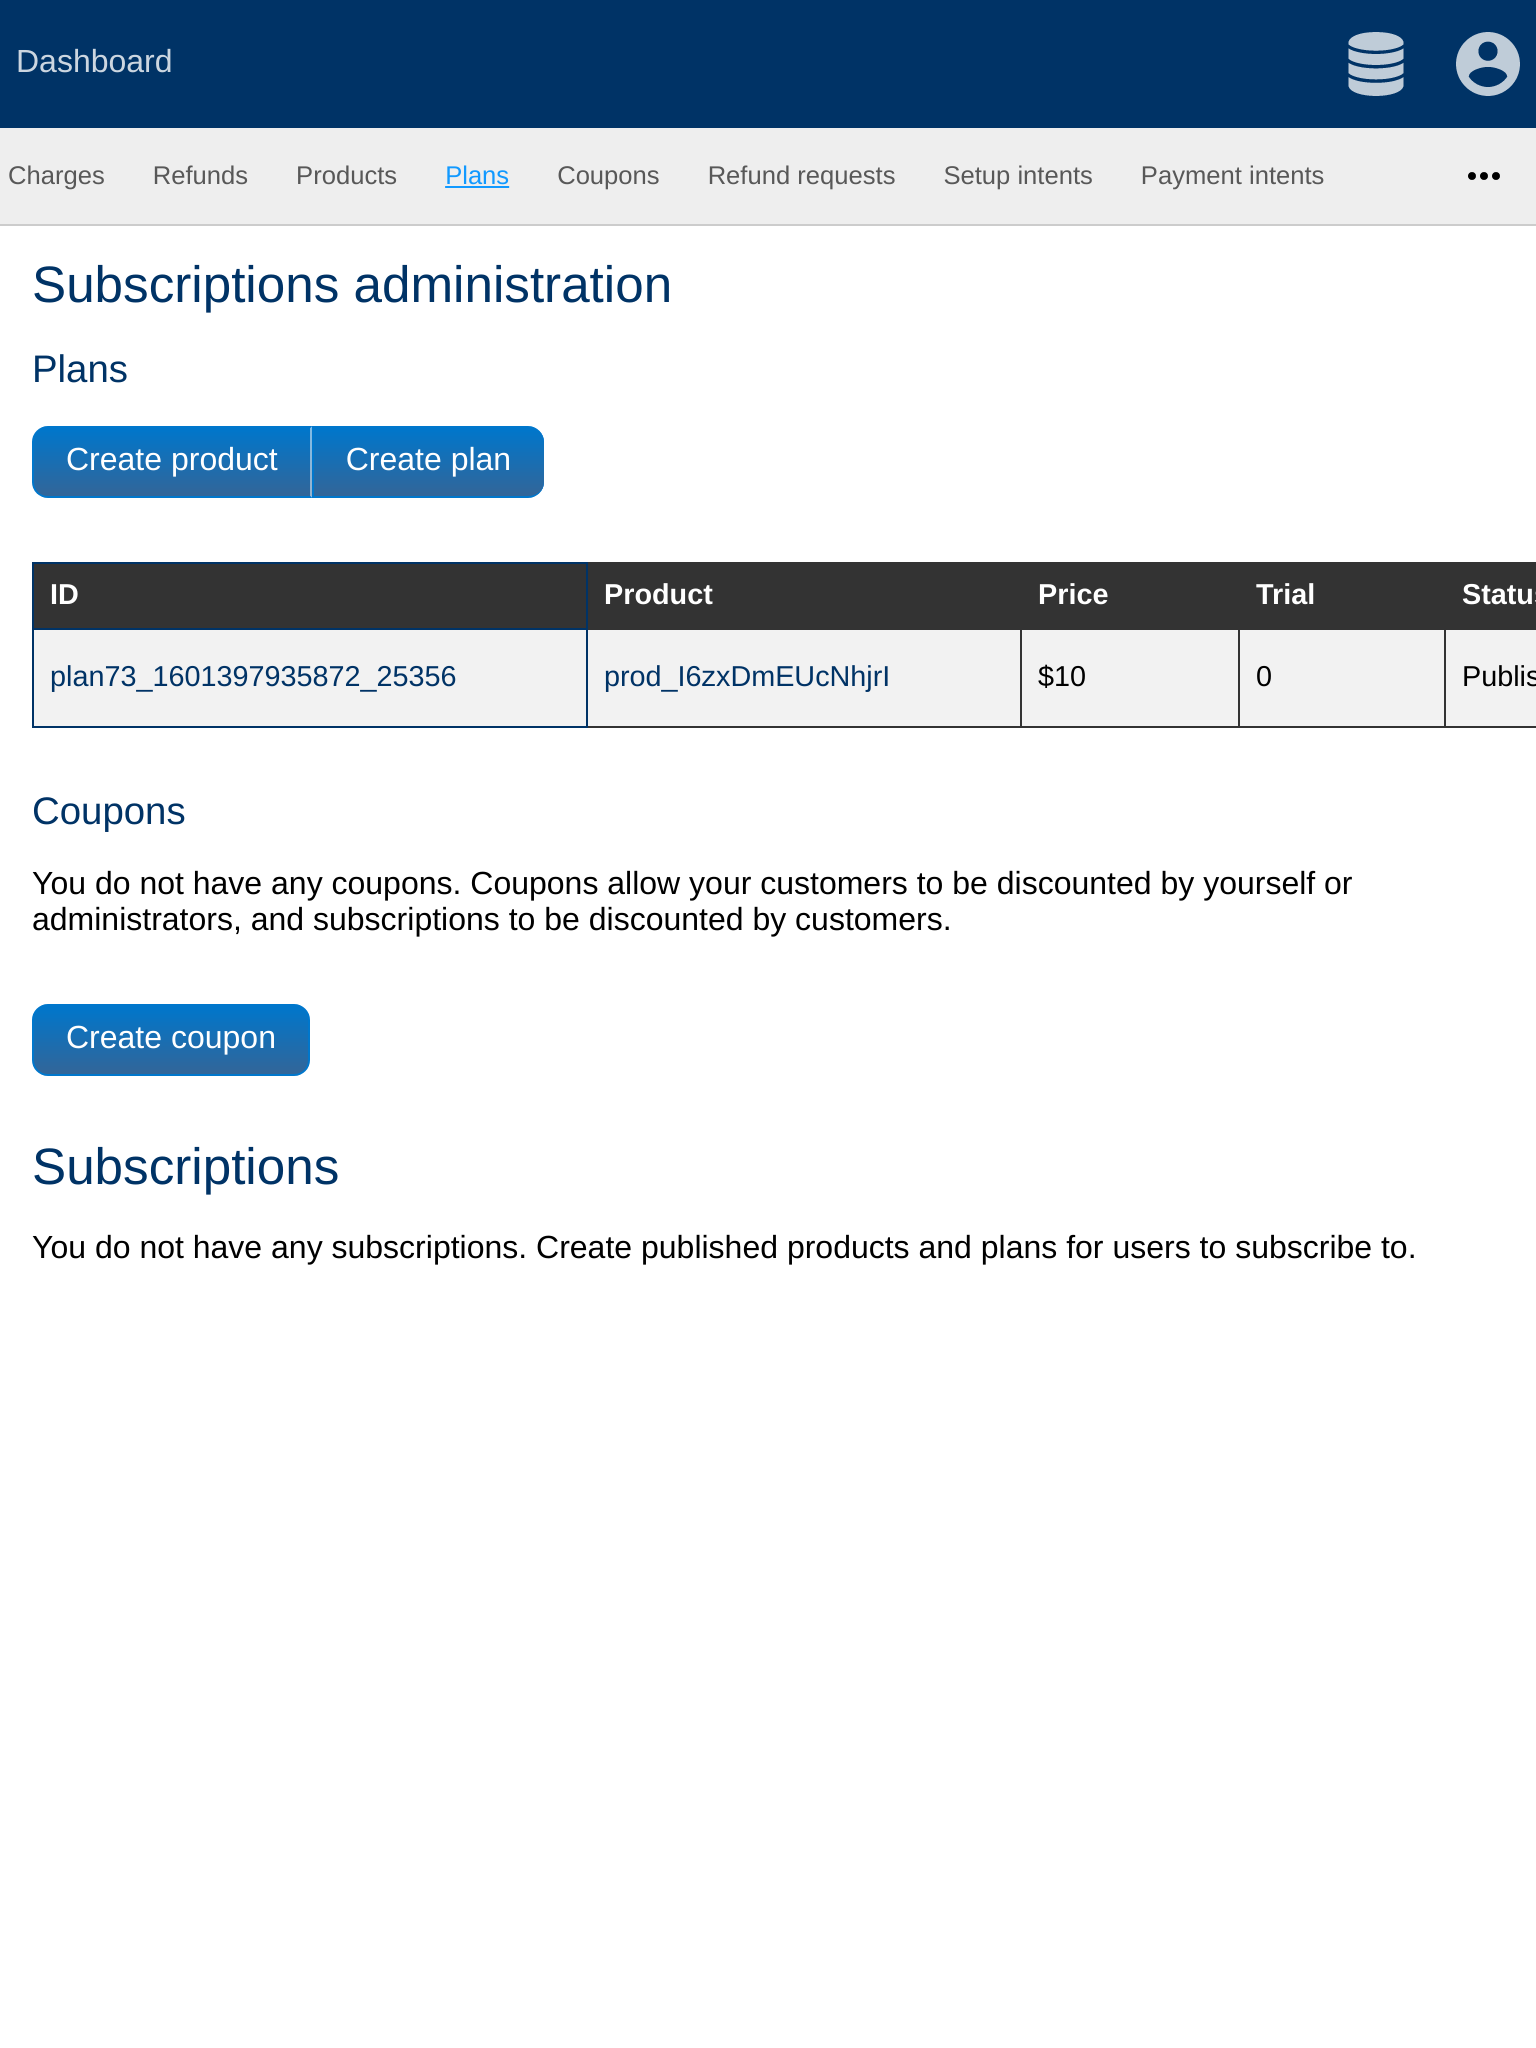 Dashboard
Charges Refunds Products Plans Coupons Refund requests Setup intents Payment intents
Subscriptions administration
Plans
Create product Create plan
ID Product Price Trial
plan73_1601397935872_25356 prod_I6zxDmEUcNhjrI $10 0
Coupons
You do not have any coupons. Coupons allow your customers to be discounted by yourself or
administrators, and subscriptions to be discounted by customers.
Create coupon
Subscriptions
You do not have any subscriptions. Create published products and plans for users to subscribe to.